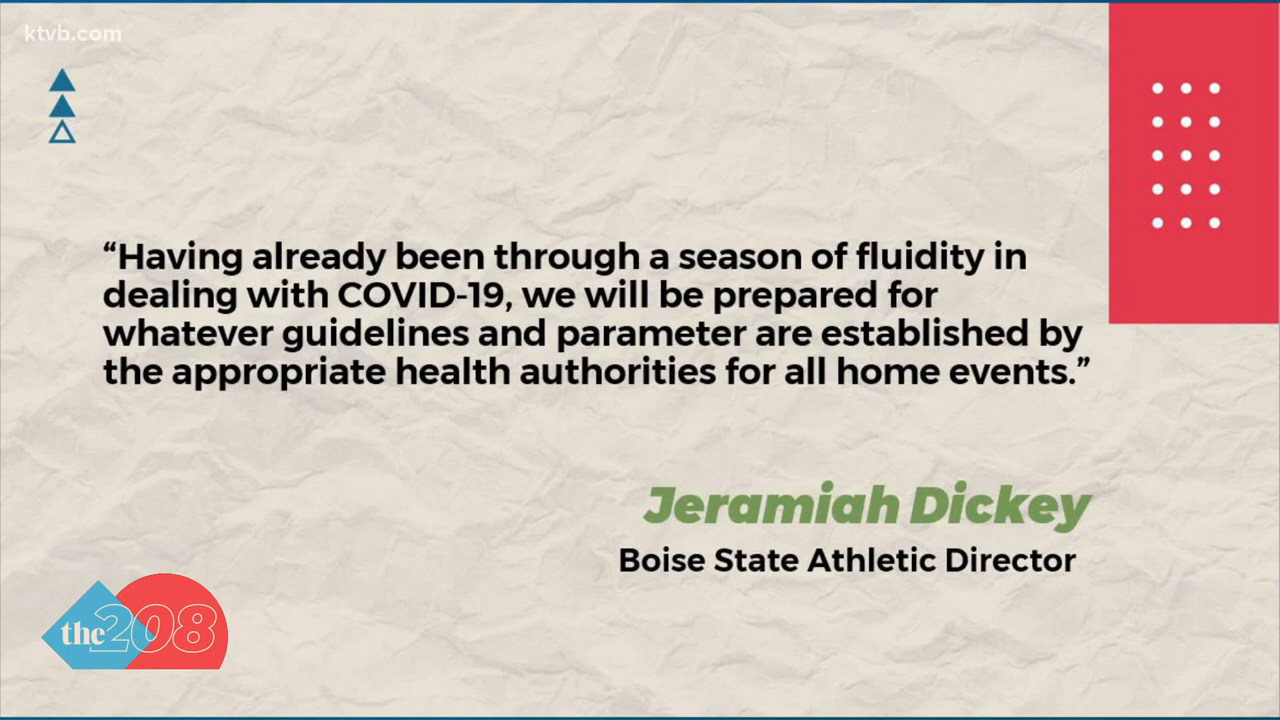 ktvb.com
“Having already been through a season of fluidity in
dealing with COVID-19, we will be prepared for
whatever guidelines and parameter are established by
the appropriate health authorities for all home events.”
Jeramiah Dickey
Boise State Athletic Director
the208